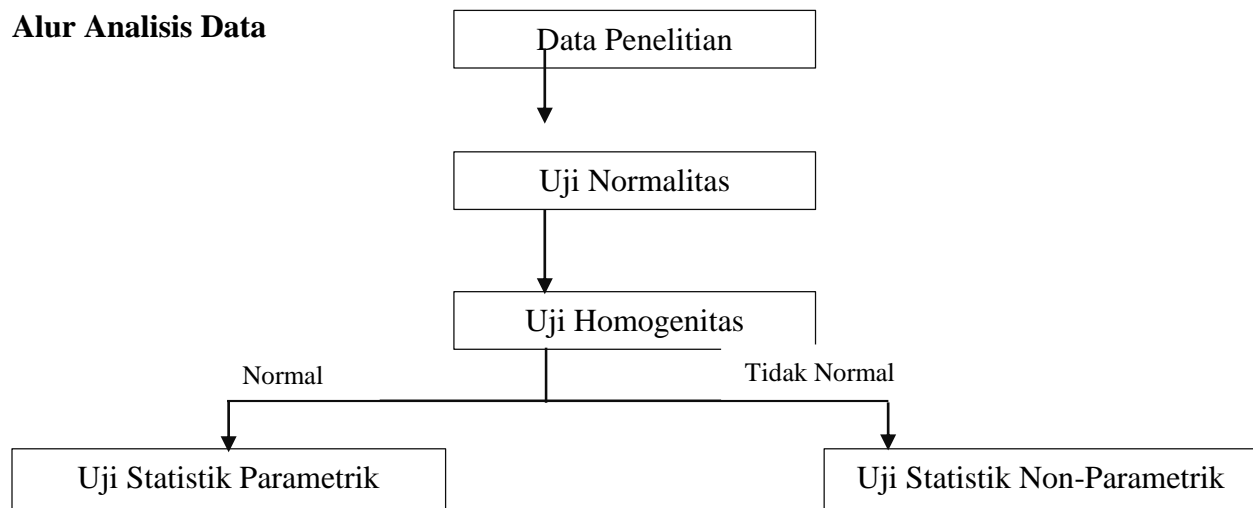 Alur Analisis Data
Data Penelitian
Uji Normalitas
Uji Homogenitas
Normal
Tidak Normal
Uji Statistik Parametrik
Uji Statistik Non-Parametrik